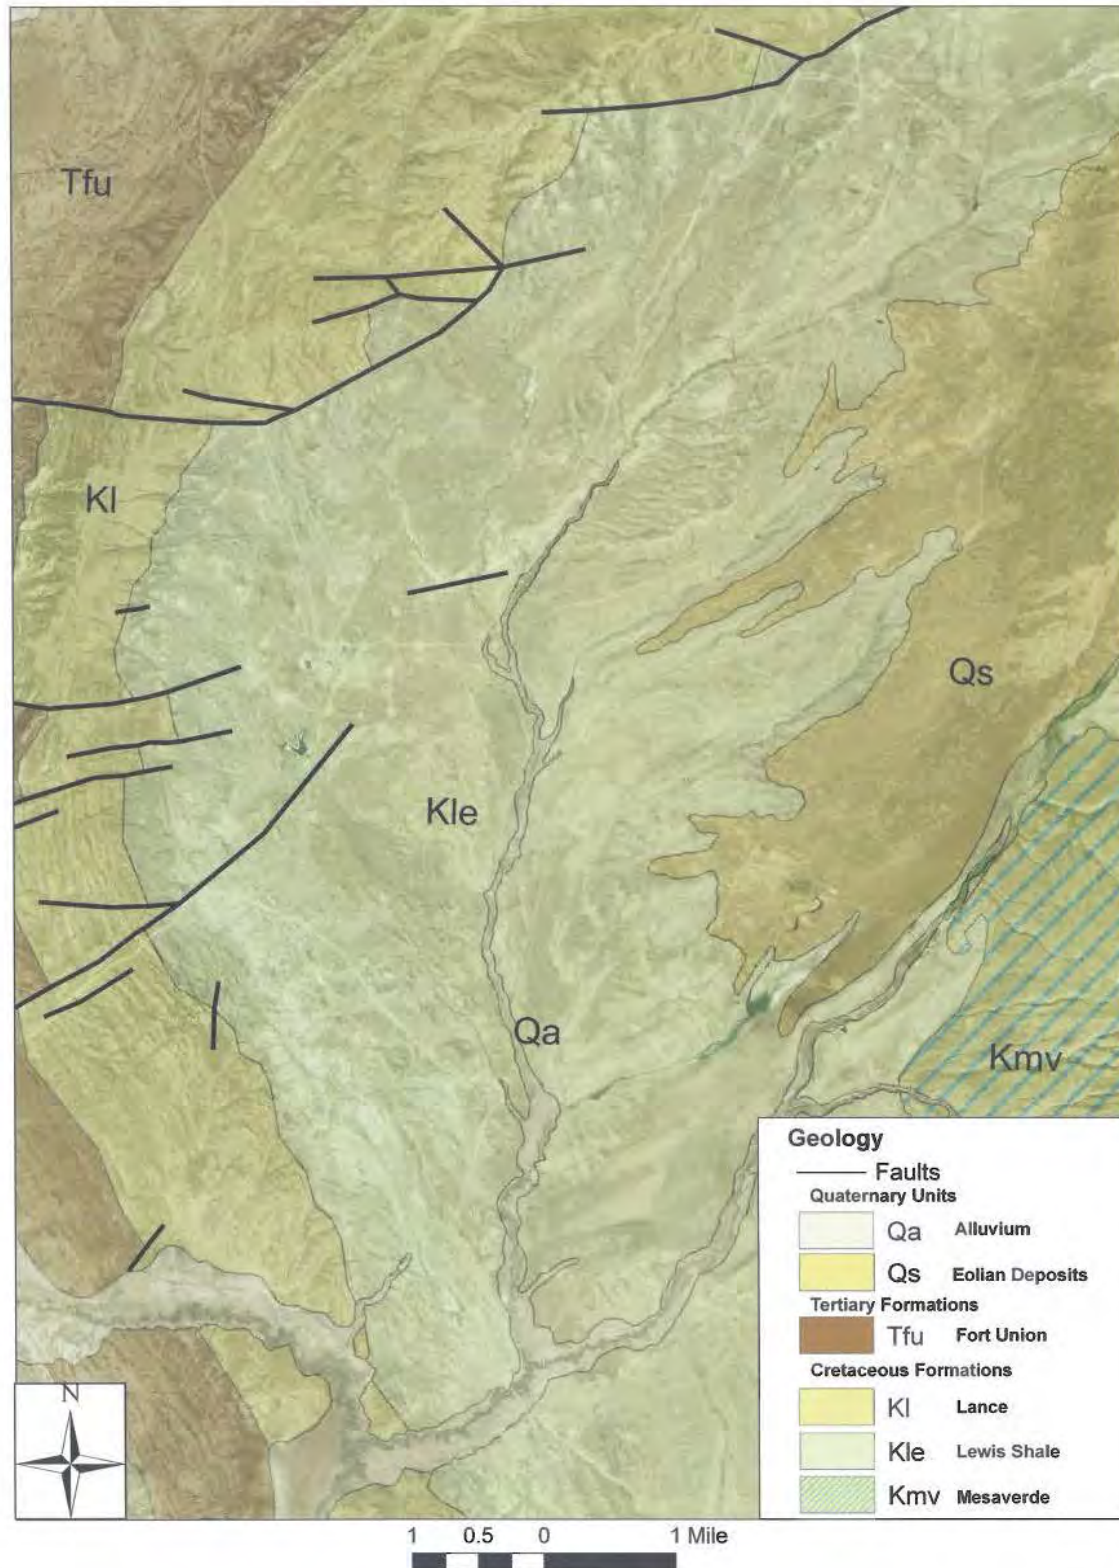 Tfu
Kl
Qs
Kle
Qa
Kmv
Geology
Faults
Quaternary Units
Qa Alluvium
Qs Eolian Deposits
Tertiary Formations
Tfu Fort Union
Cretaceous Formations
Kl Lance
Kle Lewis Shale
Kmv Mesaverde
N
1 0.5 0 1 Mile